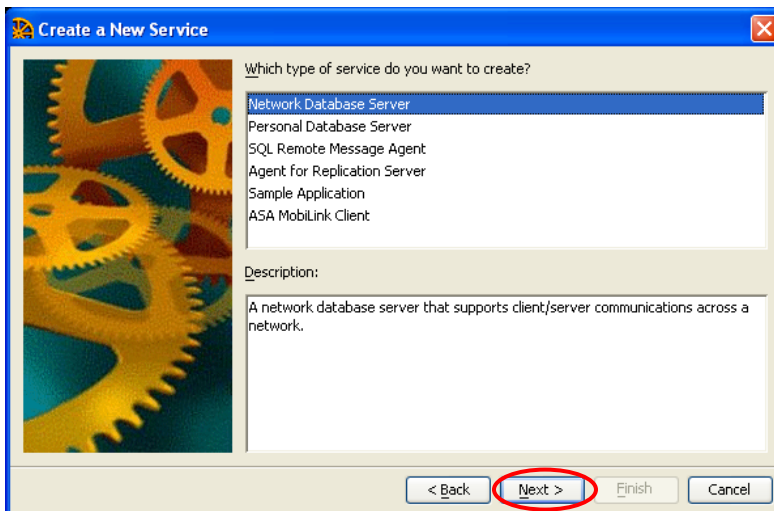 Create a New Service
Which type of service do you want to create?
Network Database Server
Personal Database Server
SQL Remote Message Agent
Agent for Replication Server
Sample Application
ASA MobiLink Client
Description:
A network database server that supports client/server communications across a
network.
< Back Next > Finish Cancel